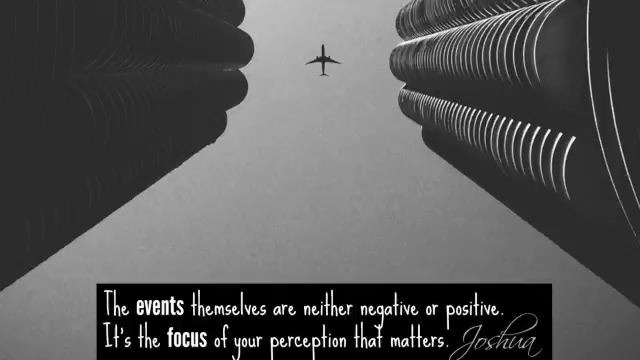 The events themselves are neither negative or positive.
It's the focus of your perception that matters. Joshua